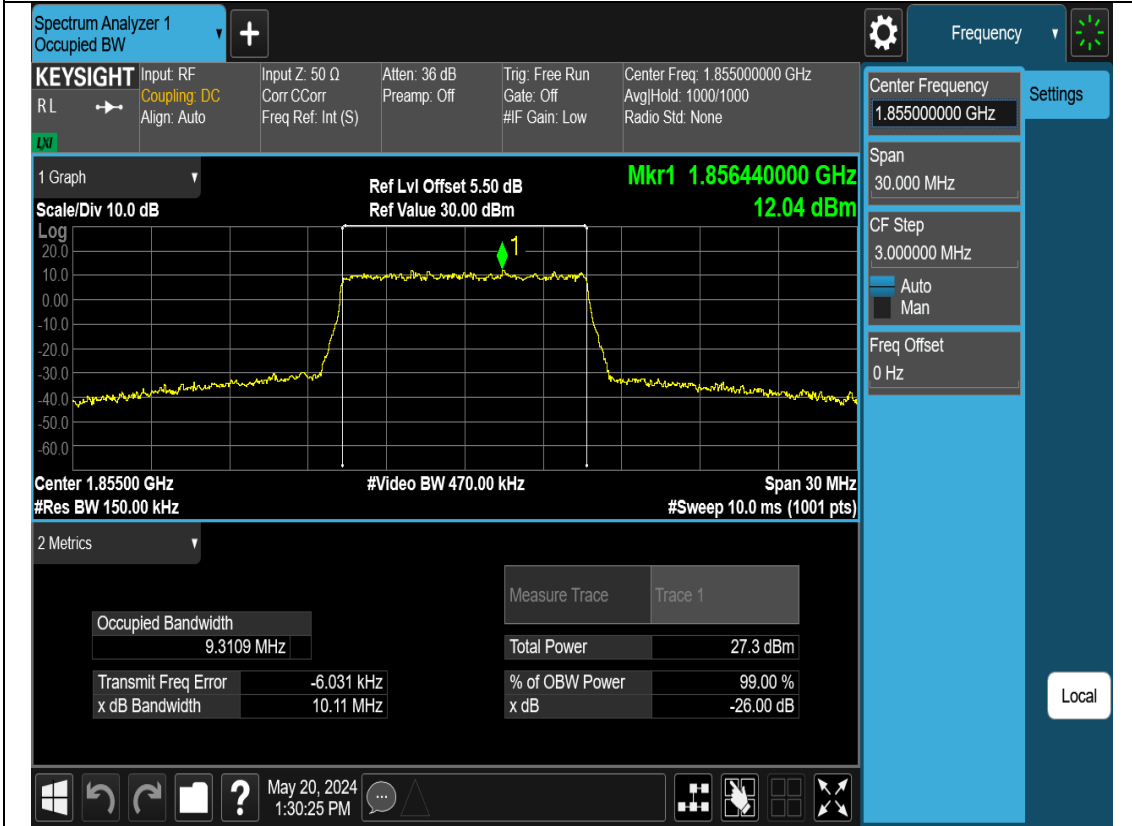 Spectrum Analyzer 1
Occupied BW
+
Frequency
KEYSIGHT
R L
LXI
Input: RF
Coupling: DC
Align: Auto
Input Z: 50 Ω
Corr CCorr
Freq Ref: Int (S)
Atten: 36 dB
Preamp: Off
Trig: Free Run
Gate: Off
#IF Gain: Low
Center Freq: 1.855000000 GHz
Avg|Hold: 1000/1000
Radio Std: None
Center Frequency
1.855000000 GHz
Settings
Span
30.000 MHz
CF Step
3.000000 MHz
Auto
Man
Freq Offset
0 Hz
Local
1 Graph
Scale/Div 10.0 dB
Ref Lvl Offset 5.50 dB
Ref Value 30.00 dBm
Mkr1 1.856440000 GHz
12.04 dBm
Log
20.0
10.0
0.00
-10.0
-20.0
-30.0
-40.0
-50.0
-60.0
1
Center 1.85500 GHz
#Video BW 470.00 kHz
Span 30 MHz
#Res BW 150.00 kHz
#Sweep 10.0 ms (1001 pts)
2 Metrics
Measure Trace Trace 1
Occupied Bandwidth
9.3109 MHz
Total Power 27.3 dBm
Transmit Freq Error -6.031 kHz
% of OBW Power 99.00 %
x dB Bandwidth 10.11 MHz
x dB -26.00 dB
?
May 20, 2024
1:30:25 PM